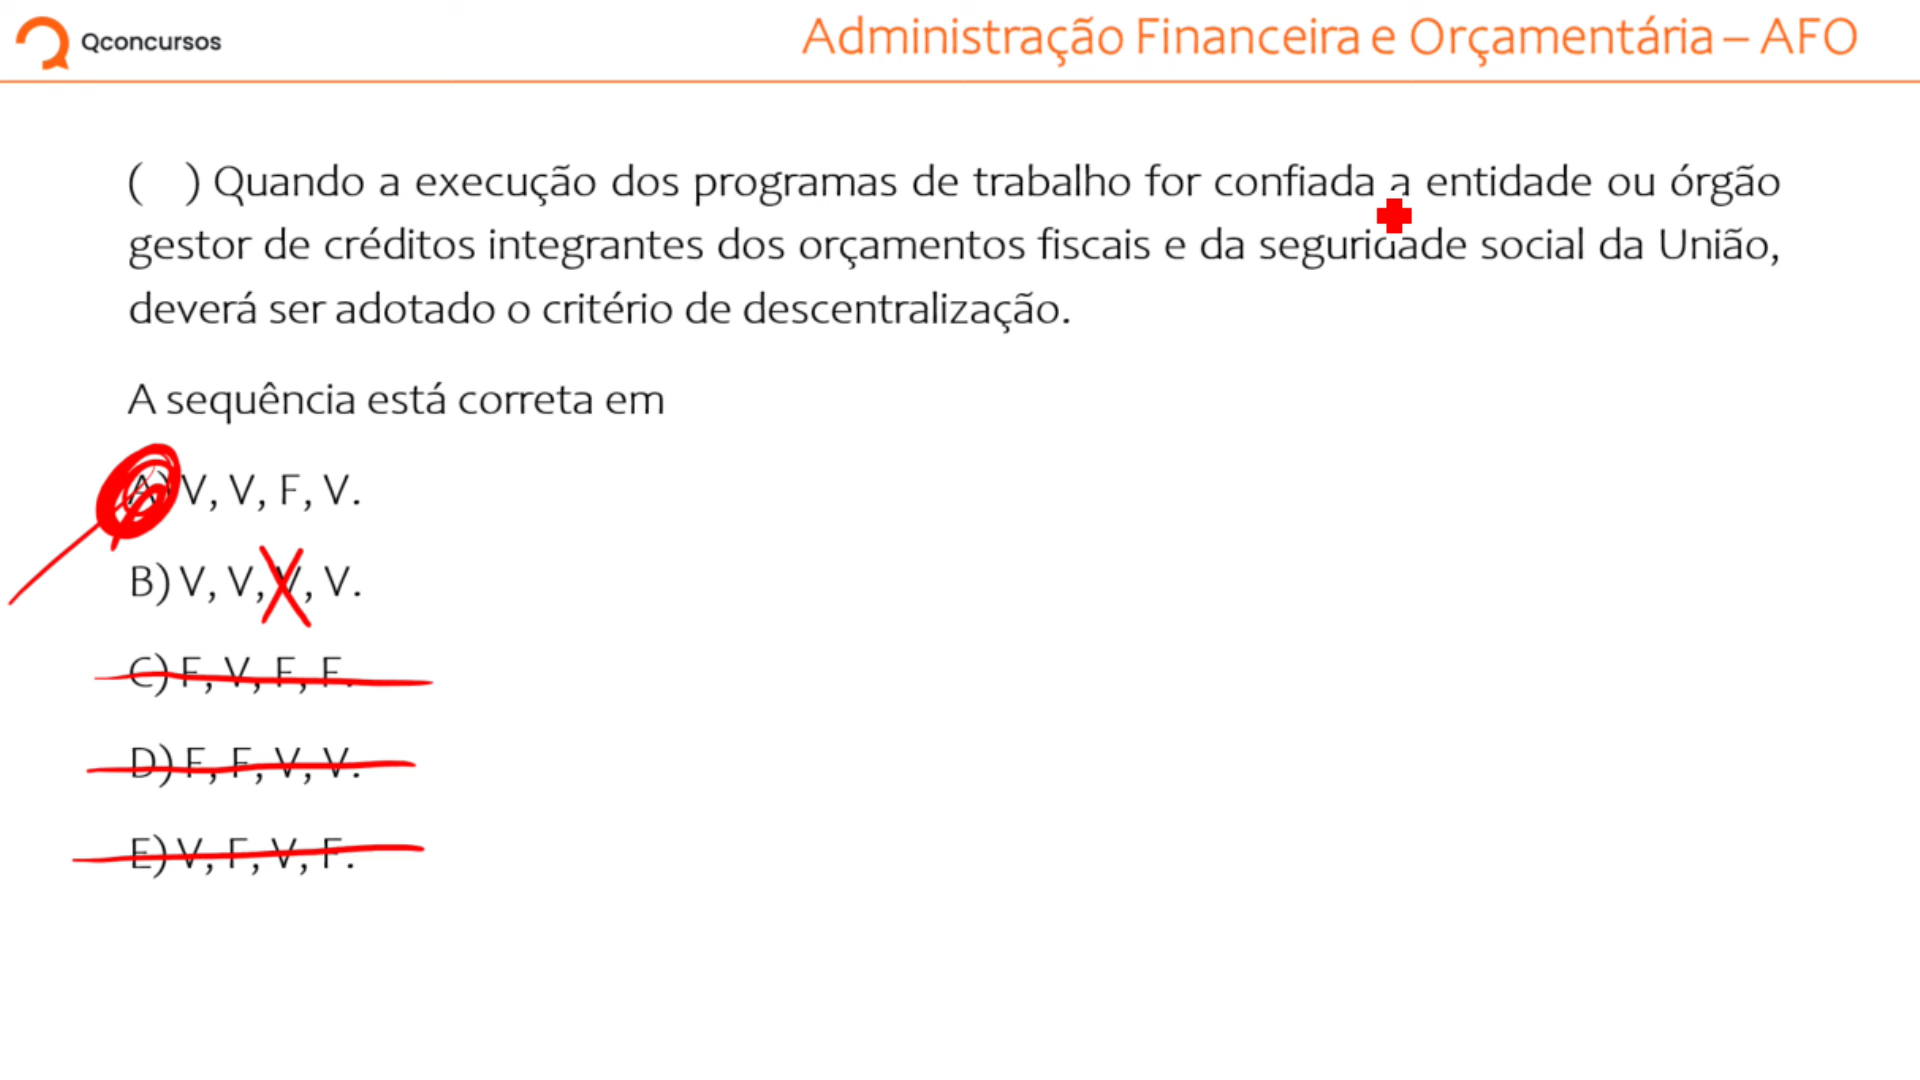 Qconcursos
Administração Financeira e Orçamentária – AFO
( ) Quando a execução dos programas de trabalho for confiada a entidade ou órgão
gestor de créditos integrantes dos orçamentos fiscais e da seguridade social da União,
deverá ser adotado o critério de descentralização.
A sequência está correta em
A) V, V, F, V.
B) V, V, V, V.
C) F, V, F, F.
D) F, F, V, V.
E) V, F, V, F.